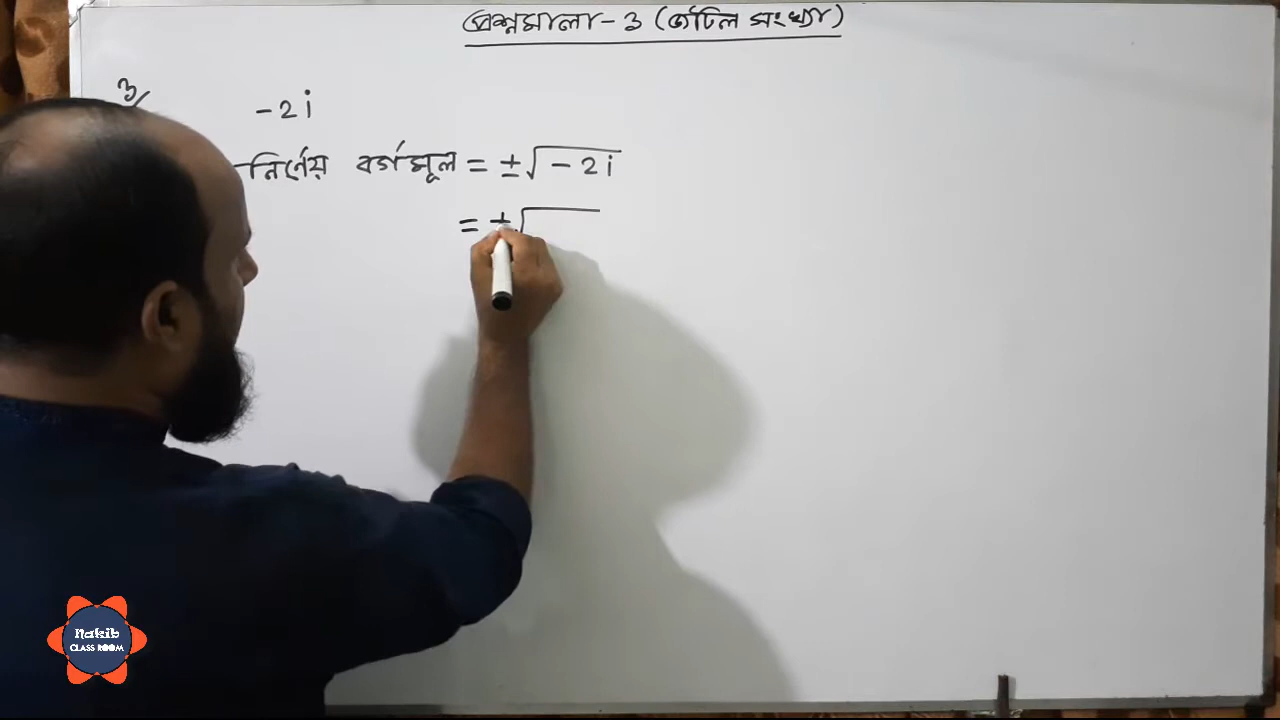 প্রশ্নমালা - 3 (জটিল সংখ্যা)
3/
-2i
নির্ণেয় বর্গমূল = ±√-2i
= ±√
Nakib
CLASS ROOM